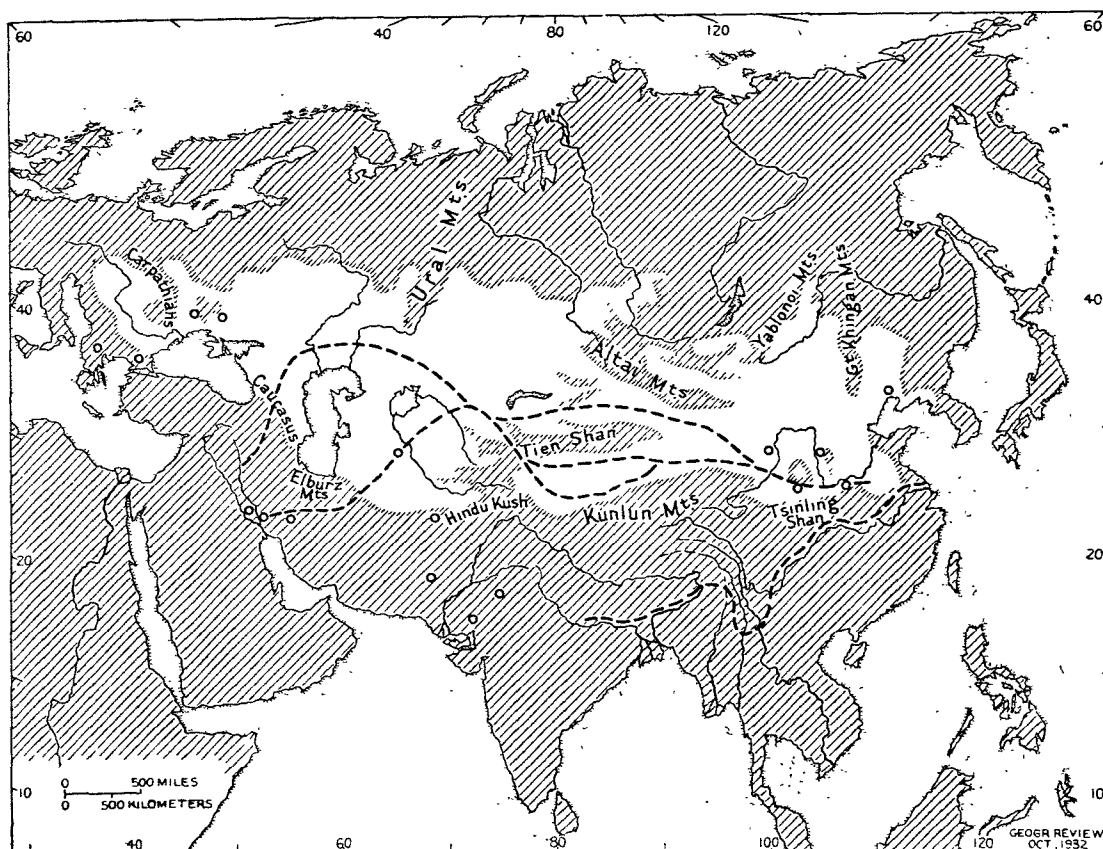 60 40 80 120 60
Ural Mts
Carpathians
Yablonoi Mts.
Gt Khingan Mts
40 40
Altai Mts
Caucasus
Tien Shan
Elburz
Mts
Hindu Kush
Kunlun Mts
Tsinling
Shan
20 20
0 500 MILES
0 500 KILOMETERS
10 10
40 60 80 100 120
GEOGR REVIEW
OCT., 1932